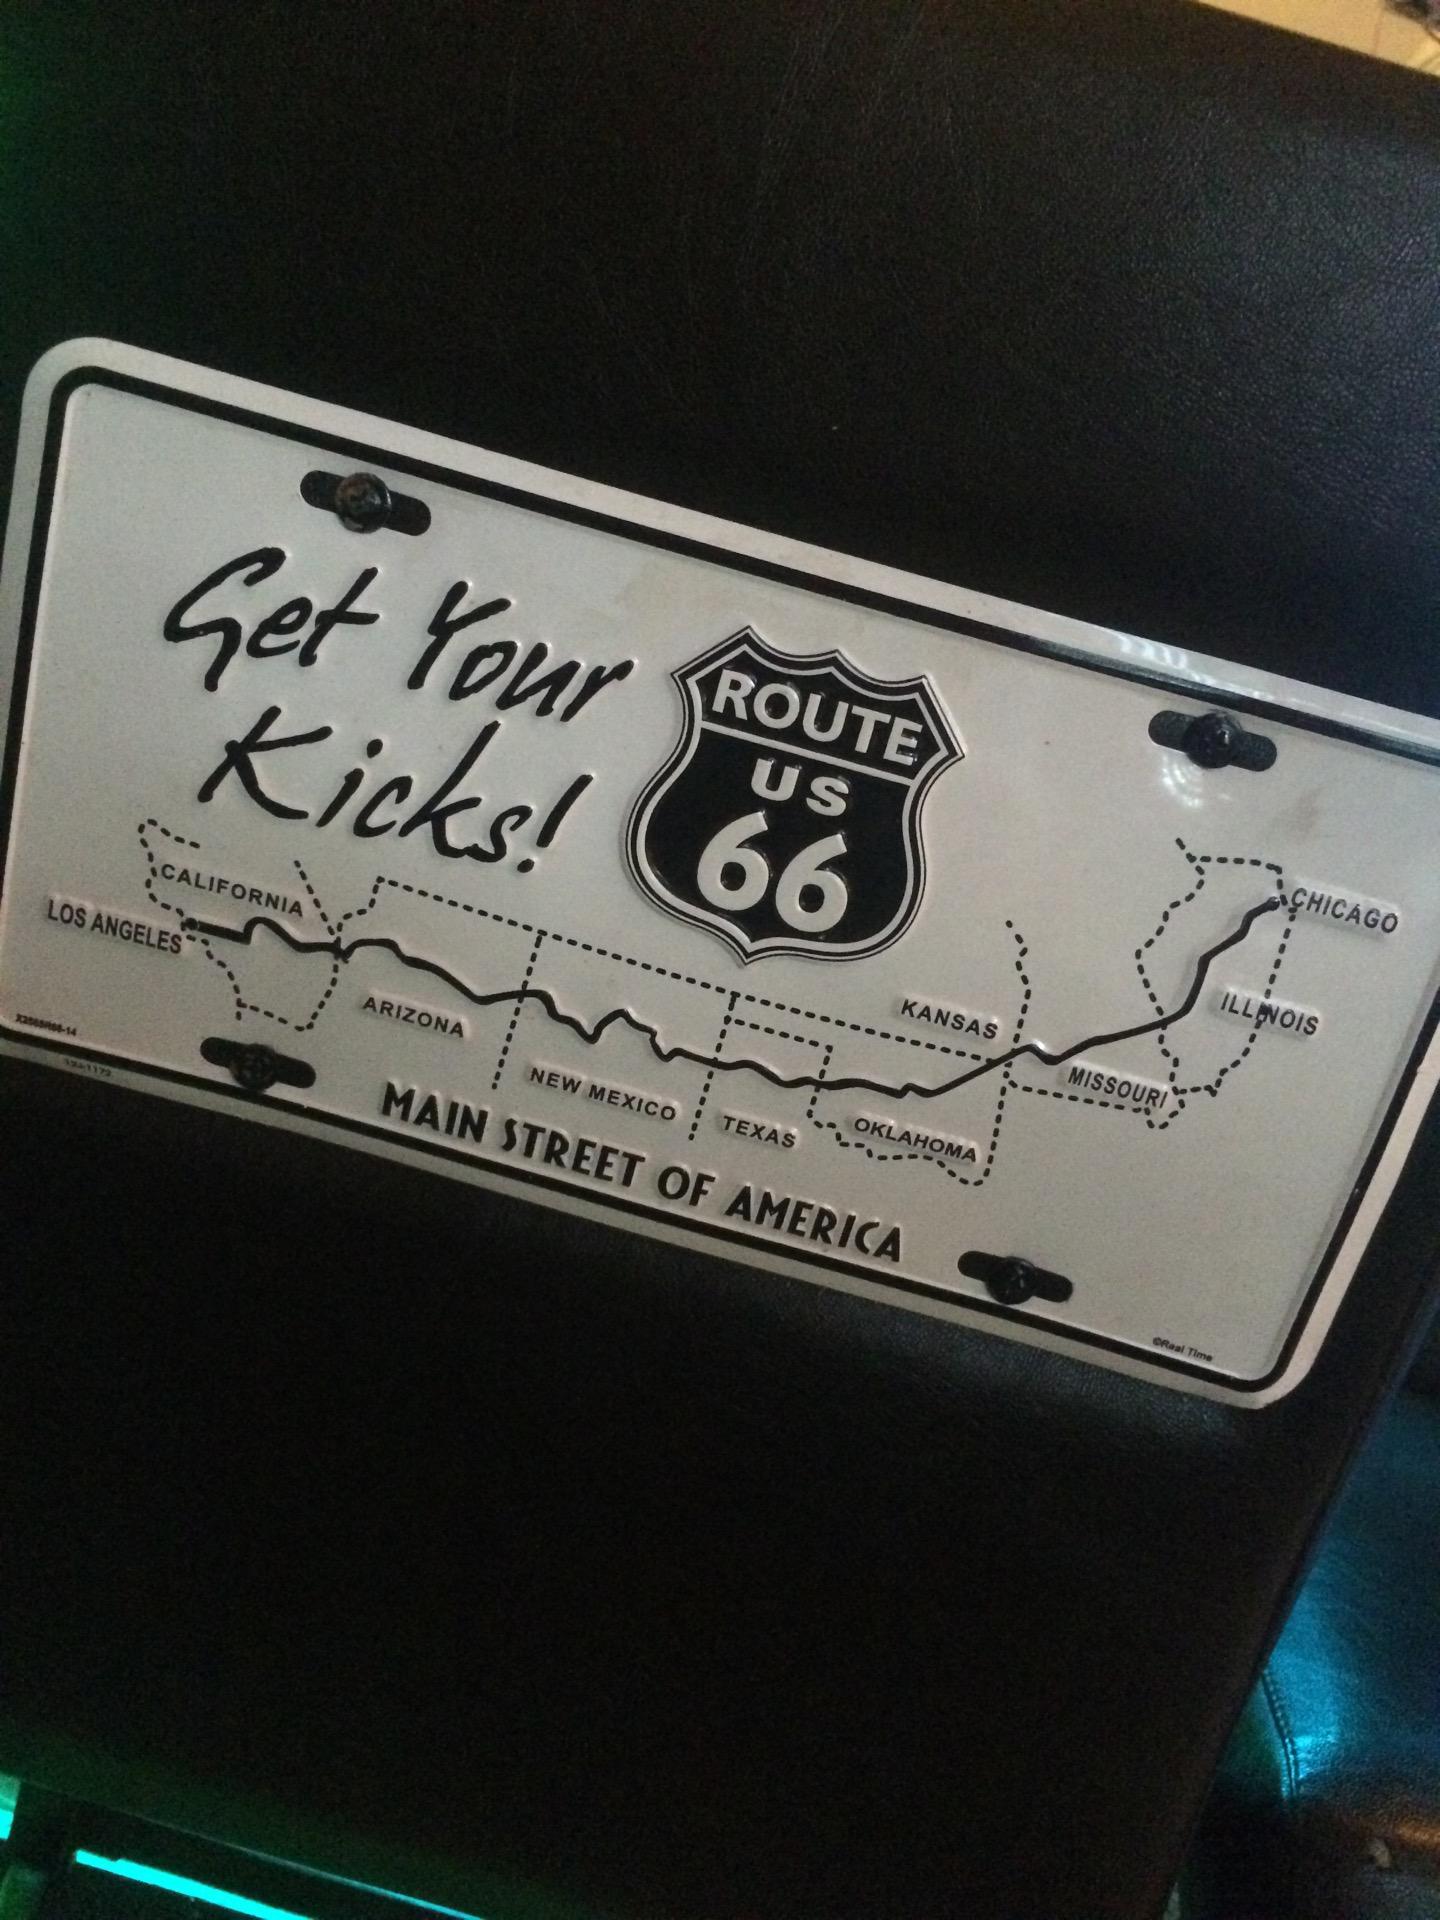 Get Your
Kicks!
ROUTE
US
66
CALIFORNIA
LOS ANGELES
ARIZONA
NEW MEXICO
TEXAS
OKLAHOMA
KANSAS
MISSOURI
ILLINOIS
CHICAGO
MAIN STREET OF AMERICA
©Real Time